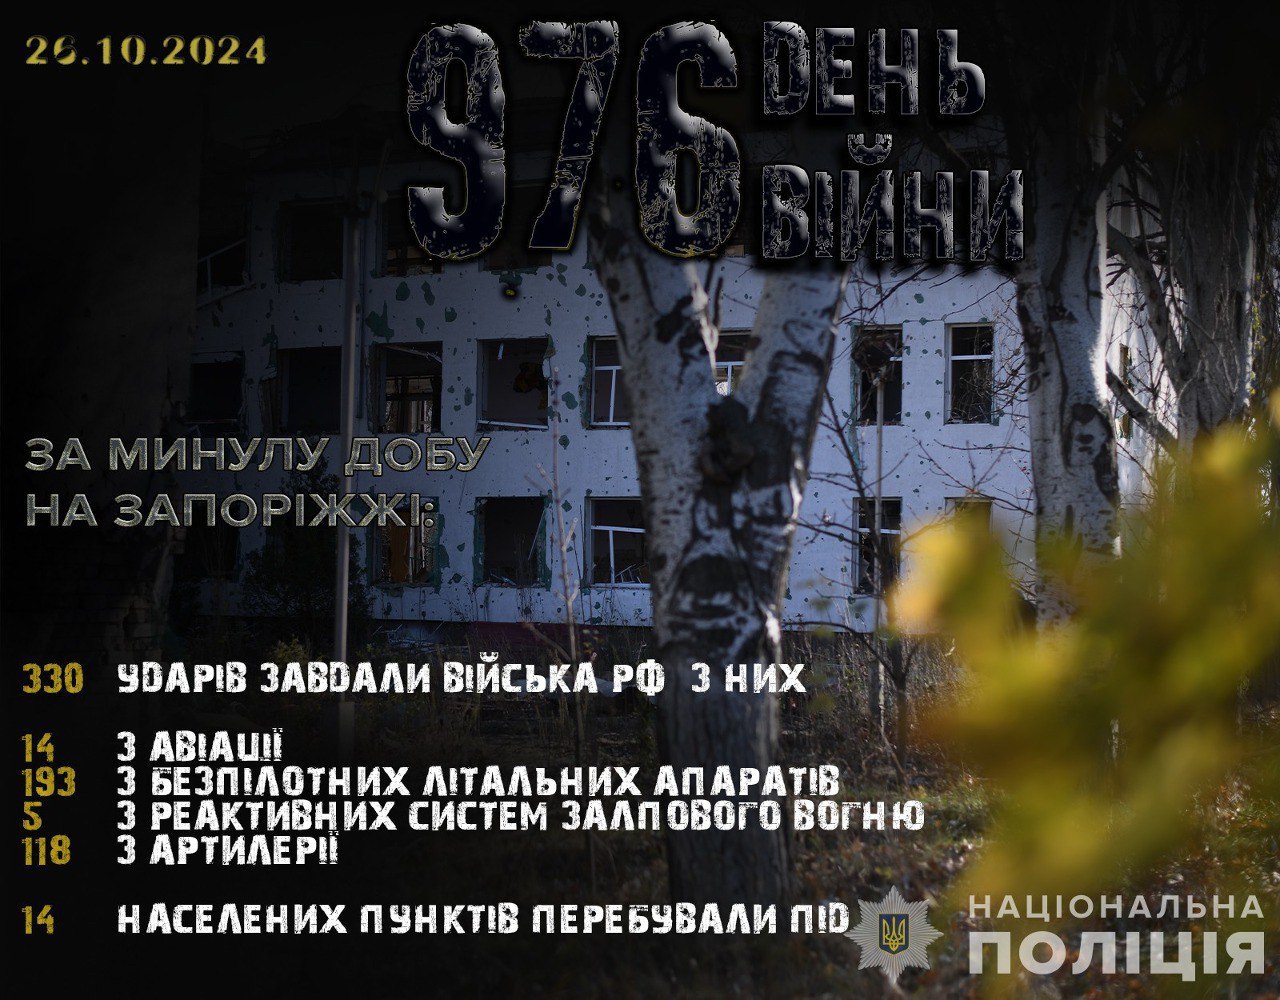 26.10.2024
976 ДЕНЬ
ВІЙНИ
ЗА МИНУЛУ ДОБУ
НА ЗАПОРІЖЖІ:
330 УДАРІВ ЗАВДАЛИ ВІЙСЬКА РФ З НИХ
14 З АВІАЦІЇ
193 З БЕЗПІЛОТНИХ ЛІТАЛЬНИХ АПАРАТІВ
5 З РЕАКТИВНИХ СИСТЕМ ЗАЛПОВОГО ВОГНЮ
118 З АРТИЛЕРІЇ
14 НАСЕЛЕНИХ ПУНКТІВ ПЕРЕБУВАЛИ ПІД
НАЦІОНАЛЬНА
ПОЛІЦІЯ